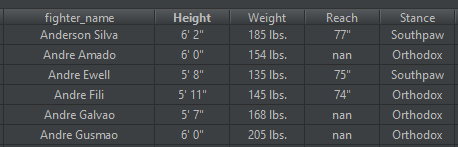 fighter_name Height Weight Reach Stance
Anderson Silva 6' 2" 185 lbs. 77" Southpaw
Andre Amado 6' 0" 154 lbs. nan Orthodox
Andre Ewell 5' 8" 135 lbs. 75" Southpaw
Andre Fili 5' 11" 145 lbs. 74" Orthodox
Andre Galvao 5' 7" 168 lbs. nan Orthodox
Andre Gusmao 6' 0" 205 lbs. nan Orthodox